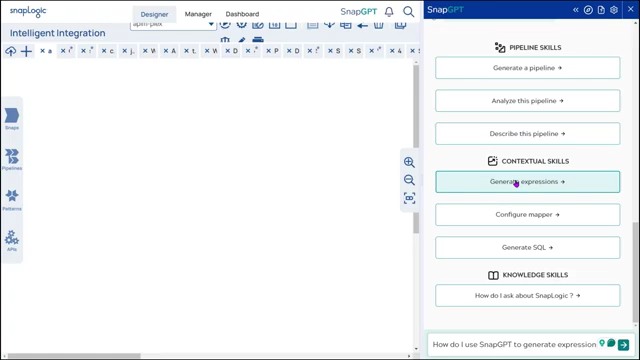 snapLogic
Designer
Manager
Dashboard
SnapGPT
Intelligent Integration
Snaps
Pipelines
Patterns
APIs
SnapGPT
PIPELINE SKILLS
Generate a pipeline →
Analyze this pipeline →
Describe this pipeline →
CONTEXTUAL SKILLS
Generate expressions →
Configure mapper →
Generate SQL →
KNOWLEDGE SKILLS
How do I ask about SnapLogic ? →
How do I use SnapGPT to generate expression